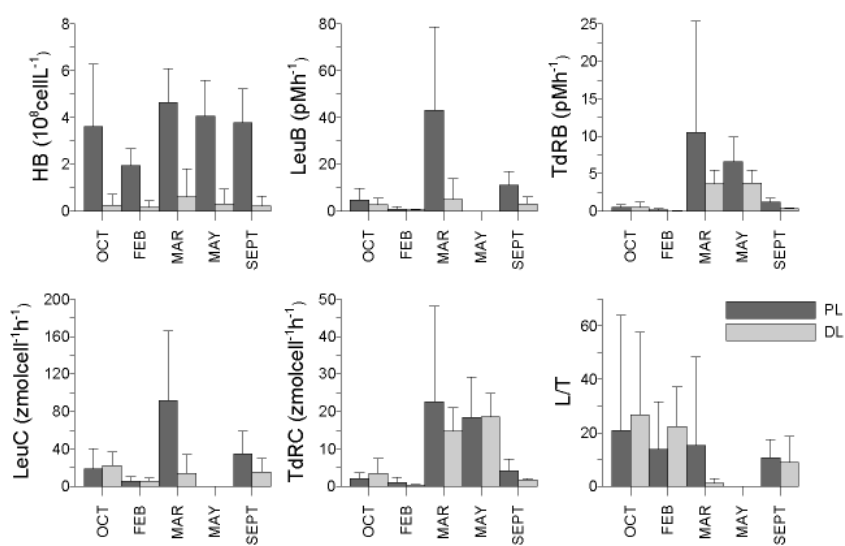 HB (10⁸cellL⁻¹)
8
6
4
2
0
OCT
FEB
MAR
MAY
SEPT
LeuB (pMh⁻¹)
80
60
40
20
0
OCT
FEB
MAR
MAY
SEPT
TdRB (pMh⁻¹)
25
20
15
10
5
0
OCT
FEB
MAR
MAY
SEPT
LeuC (zmolcell⁻¹h⁻¹)
200
160
120
80
40
0
OCT
FEB
MAR
MAY
SEPT
TdRC (zmolcell⁻¹h⁻¹)
50
40
30
20
10
0
OCT
FEB
MAR
MAY
SEPT
L/T
60
40
20
0
OCT
FEB
MAR
MAY
SEPT
PL
DL